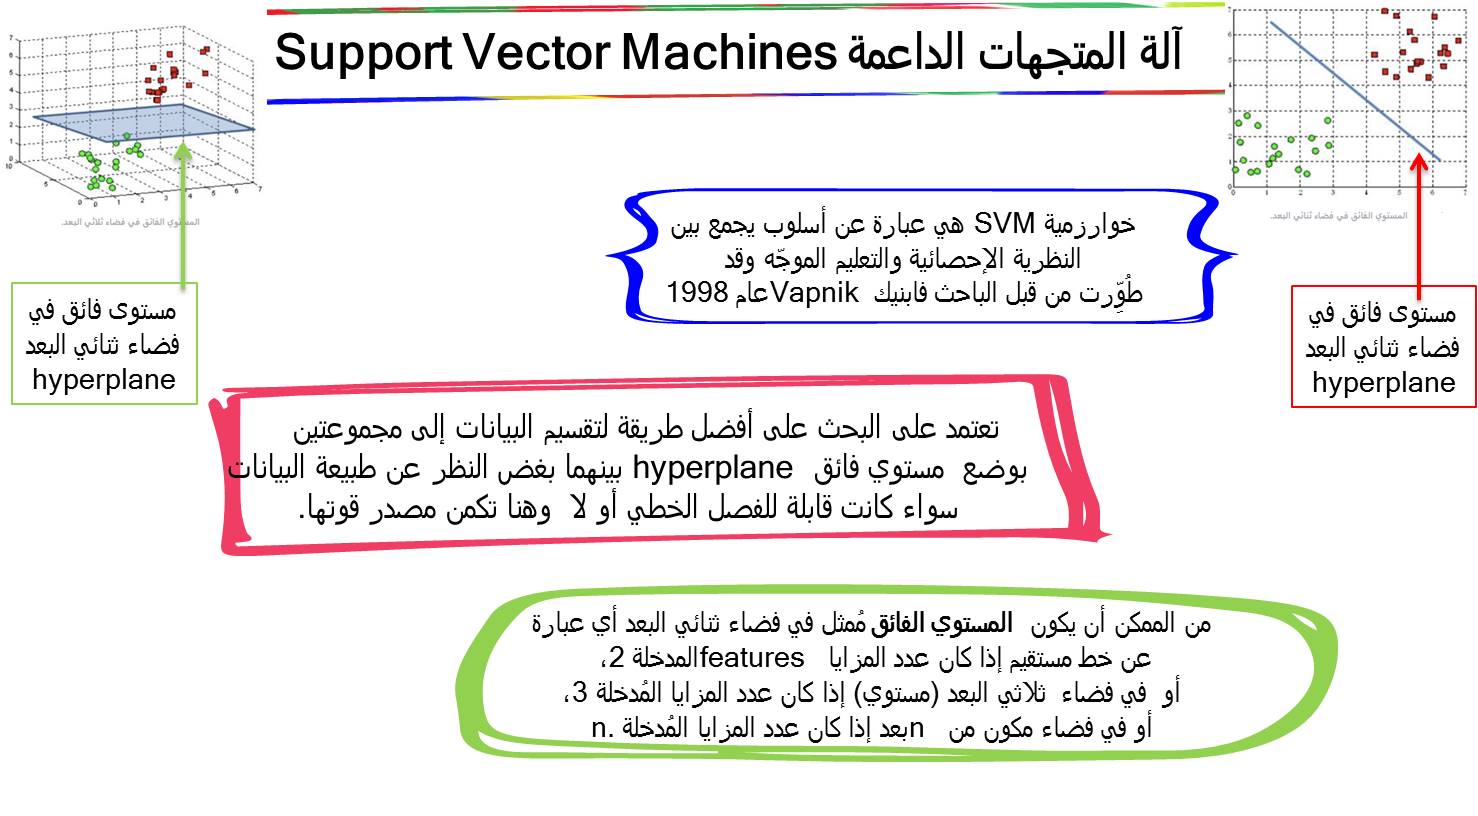 آلة المتجهات الداعمة Support Vector Machines
المستوي الفائق في فضاء ثنائي البعد.
المستوي الفائق في فضاء ثلاثي البعد.
خوارزمية SVM هي عبارة عن أسلوب يجمع بين
النظرية الإحصائية والتعليم الموجّه وقد
طُوِّرت من قبل الباحث فابنيك Vapnik عام 1998
مستوى فائق في
فضاء ثنائي البعد
hyperplane
مستوى فائق في
فضاء ثنائي البعد
hyperplane
تعتمد على البحث على أفضل طريقة لتقسيم البيانات إلى مجموعتين
بوضع مستوي فائق hyperplane بينهما بغض النظر عن طبيعة البيانات
سواء كانت قابلة للفصل الخطي أو لا وهنا تكمن مصدر قوتها.
من الممكن أن يكون المستوي الفائق مُمثل في فضاء ثنائي البعد أي عبارة
عن خط مستقيم إذا كان عدد المزايا features المدخلة 2،
أو في فضاء ثلاثي البعد (مستوي) إذا كان عدد المزايا المُدخلة 3،
أو في فضاء مكون من n بعد إذا كان عدد المزايا المُدخلة n.